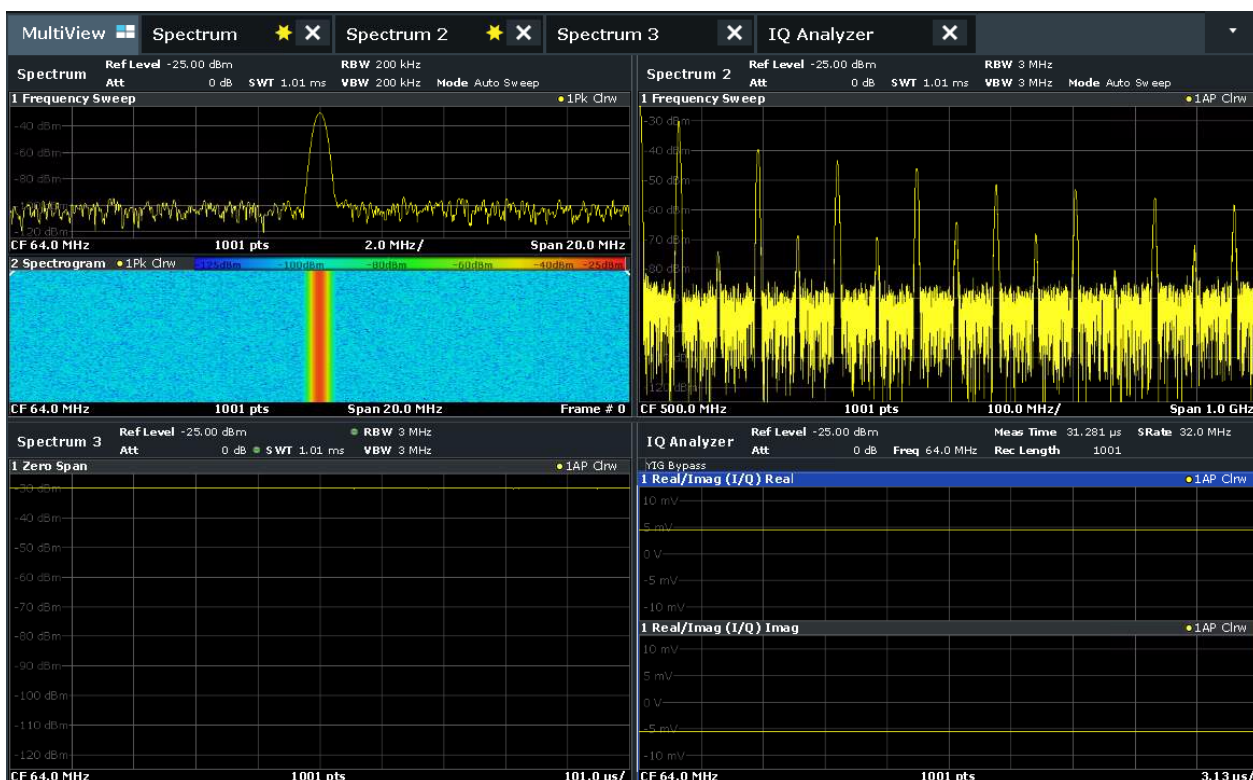 MultiView Spectrum Spectrum 2 Spectrum 3 IQ Analyzer
Spectrum Ref Level -25.00 dBm RBW 200 kHz
Att 0 dB SWT 1.01 ms VBW 200 kHz Mode Auto Sweep
1 Frequency Sweep 1Pk Clrw
-40 dBm
-60 dBm
-80 dBm
-120 dBm
CF 64.0 MHz 1001 pts 2.0 MHz/ Span 20.0 MHz
2 Spectrogram 1Pk Clrw -125dBm -100dBm -80dBm -60dBm -40dBm -25dBm
CF 64.0 MHz 1001 pts Span 20.0 MHz Frame # 0
Spectrum 2 Ref Level -25.00 dBm RBW 3 MHz
Att 0 dB SWT 1.01 ms VBW 3 MHz Mode Auto Sweep
1 Frequency Sweep 1AP Clrw
-30 dBm
-40 dBm
-50 dBm
-60 dBm
-70 dBm
-80 dBm
-120 dBm
CF 500.0 MHz 1001 pts 100.0 MHz/ Span 1.0 GHz
Spectrum 3 Ref Level -25.00 dBm RBW 3 MHz
Att 0 dB SWT 1.01 ms VBW 3 MHz
1 Zero Span 1AP Clrw
-30 dBm
-40 dBm
-50 dBm
-60 dBm
-70 dBm
-80 dBm
-90 dBm
-100 dBm
-110 dBm
-120 dBm
CF 64.0 MHz 1001 pts 101.0 µs/
IQ Analyzer Ref Level -25.00 dBm Meas Time 31.281 µs SRate 32.0 MHz
Att 0 dB Freq 64.0 MHz Rec Length 1001
YIG Bypass
1 Real/Imag (I/Q) Real 1AP Clrw
10 mV
5 mV
0 V
-5 mV
-10 mV
1 Real/Imag (I/Q) Imag 1AP Clrw
10 mV
5 mV
0 V
-5 mV
-10 mV
CF 64.0 MHz 1001 pts 3.13 µs/